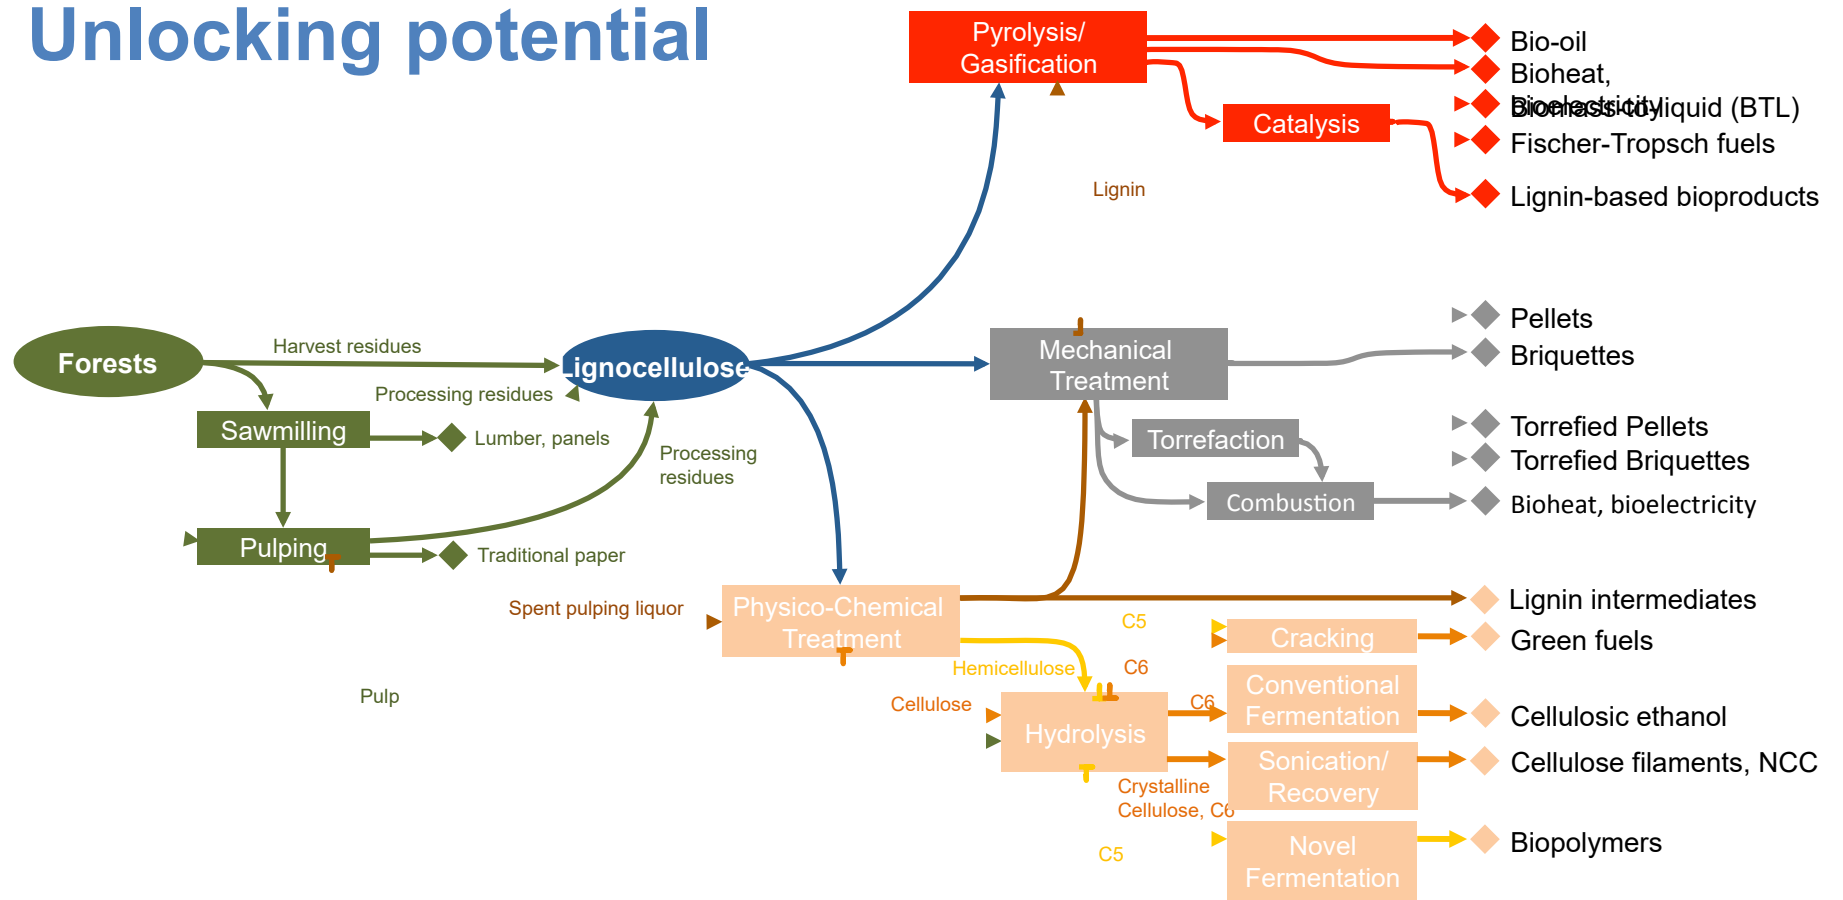 Unlocking potential
Pyrolysis/
Gasification
Bio-oil
Bioheat,
bioelectricity
Biomass-to-liquid (BTL)
Catalysis
Fischer-Tropsch fuels
Lignin
Lignin-based bioproducts
Forests
Harvest residues
Lignocellulose
Processing residues
Sawmilling
Lumber, panels
Processing
residues
Pulping
Traditional paper
Mechanical
Treatment
Pellets
Briquettes
Torrefaction
Torrefied Pellets
Torrefied Briquettes
Combustion
Bioheat, bioelectricity
Spent pulping liquor
Physico-Chemical
Treatment
Lignin intermediates
C5
Cracking
Green fuels
Hemicellulose
C6
Pulp
Cellulose
C6
Conventional
Fermentation
Cellulosic ethanol
Hydrolysis
Sonication/
Recovery
Cellulose filaments, NCC
Crystalline
Cellulose, C6
C5
Novel
Fermentation
Biopolymers